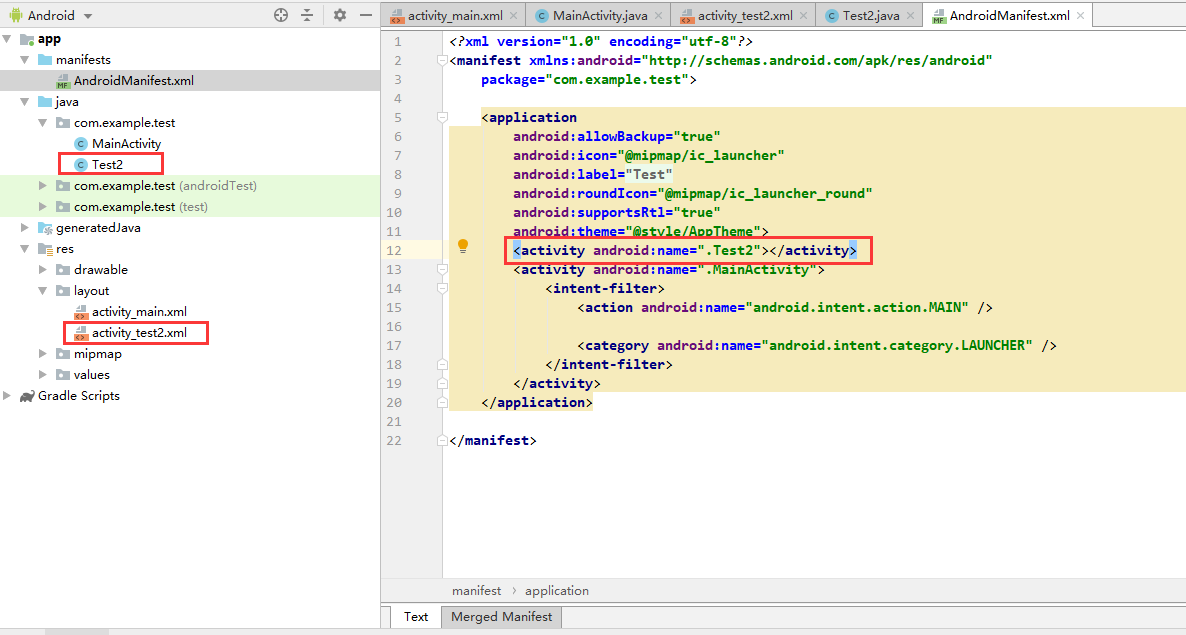 Android
app
manifests
AndroidManifest.xml
java
com.example.test
MainActivity
Test2
com.example.test (androidTest)
com.example.test (test)
generatedJava
res
drawable
layout
activity_main.xml
activity_test2.xml
mipmap
values
Gradle Scripts
activity_main.xml
MainActivity.java
activity_test2.xml
Test2.java
AndroidManifest.xml
1 <?xml version="1.0" encoding="utf-8"?>
2 <manifest xmlns:android="http://schemas.android.com/apk/res/android"
3 package="com.example.test">
4
5 <application
6 android:allowBackup="true"
7 android:icon="@mipmap/ic_launcher"
8 android:label="Test"
9 android:roundIcon="@mipmap/ic_launcher_round"
10 android:supportsRtl="true"
11 android:theme="@style/AppTheme">
12 <activity android:name=".Test2"></activity>
13 <activity android:name=".MainActivity">
14 <intent-filter>
15 <action android:name="android.intent.action.MAIN" />
16
17 <category android:name="android.intent.category.LAUNCHER" />
18 </intent-filter>
19 </activity>
20 </application>
21
22 </manifest>
manifest › application
Text
Merged Manifest